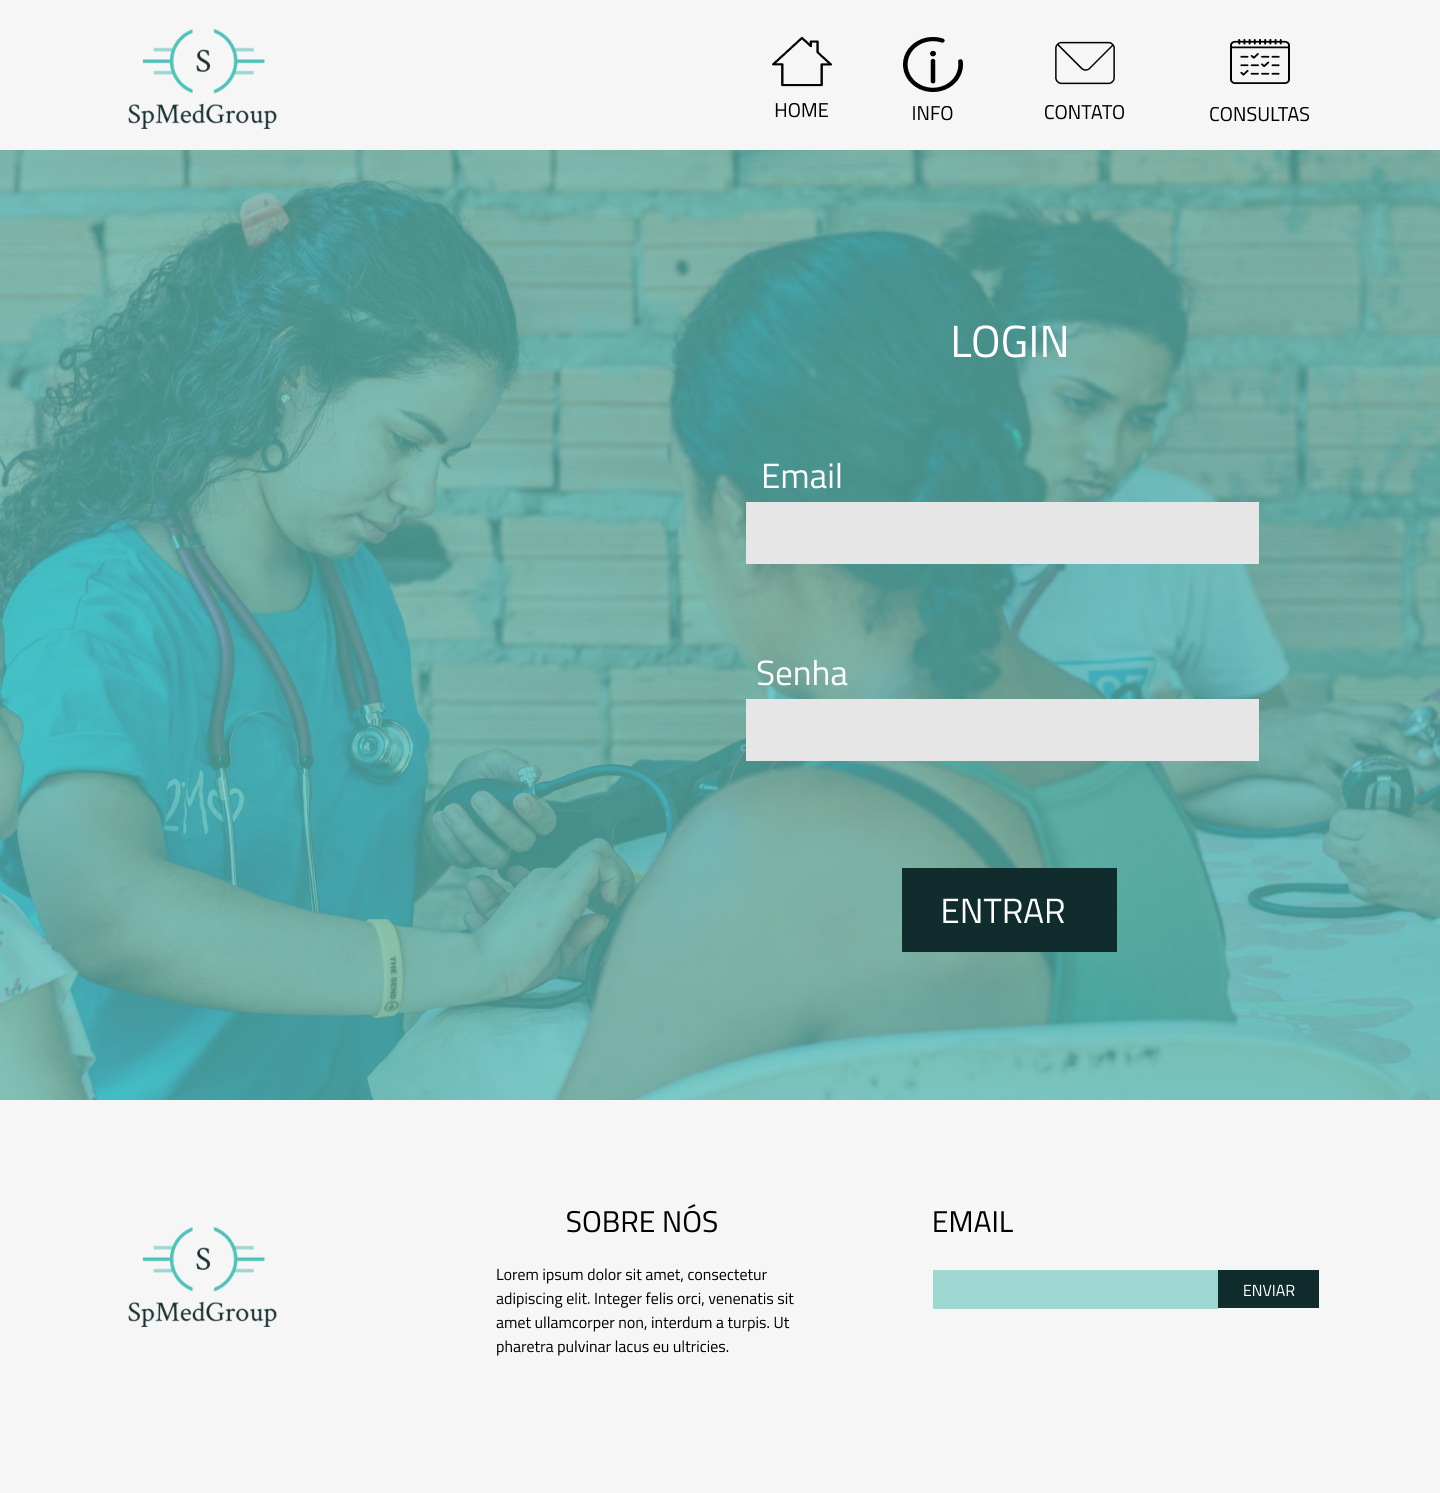 S
SpMedGroup
HOME
INFO
CONTATO
CONSULTAS
LOGIN
Email
Senha
2M
ENTRAR
S
SpMedGroup
SOBRE NÓS
Lorem ipsum dolor sit amet, consectetur
adipiscing elit. Integer felis orci, venenatis sit
amet ullamcorper non, interdum a turpis. Ut
pharetra pulvinar lacus eu ultricies.
EMAIL
ENVIAR